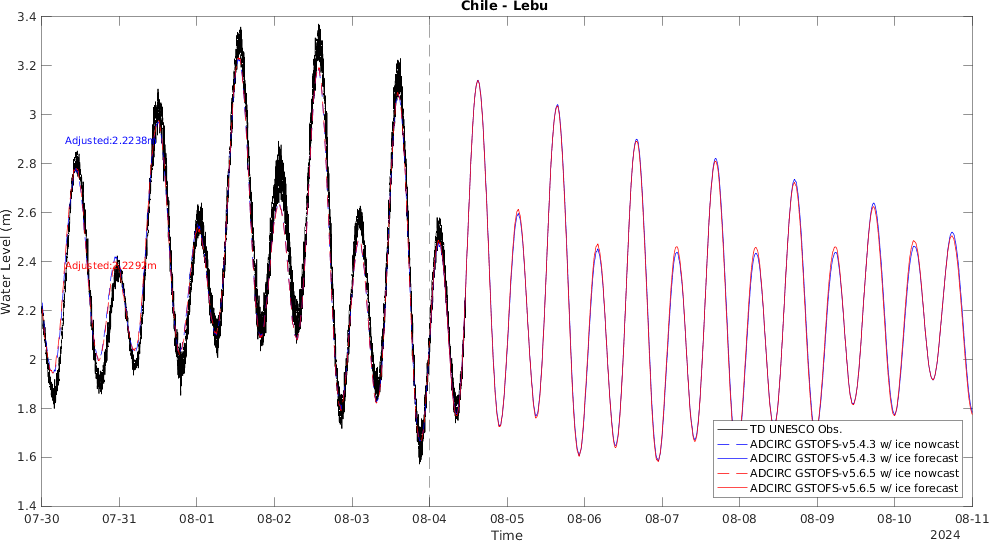 Chile - Lebu
3.4
3.2
3
2.8
2.6
2.4
2.2
2
1.8
1.6
1.4
Water Level (m)
Adjusted:2.2238m
Adjusted:2.2292m
TD UNESCO Obs.
ADCIRC GSTOFS-v5.4.3 w/ ice nowcast
ADCIRC GSTOFS-v5.4.3 w/ ice forecast
ADCIRC GSTOFS-v5.6.5 w/ ice nowcast
ADCIRC GSTOFS-v5.6.5 w/ ice forecast
07-30 07-31 08-01 08-02 08-03 08-04 08-05 08-06 08-07 08-08 08-09 08-10 08-11
Time
2024